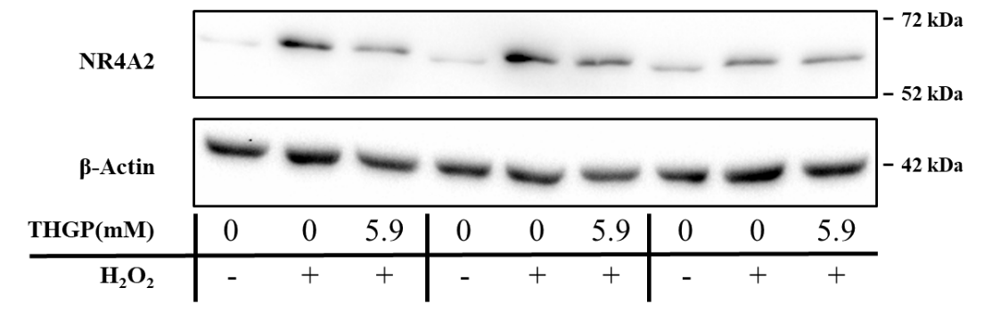 72 kDa
NR4A2
52 kDa
β-Actin
42 kDa
THGP(mM) 0 0 5.9 0 0 5.9 0 0 5.9
H₂O₂ - + + - + + - + +